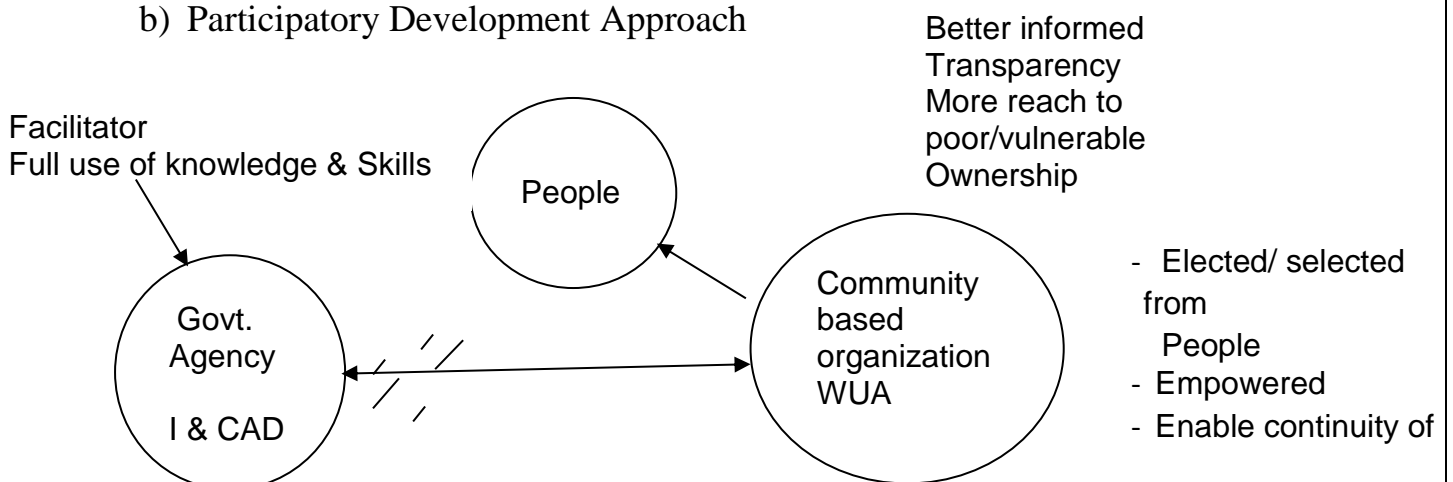 b) Participatory Development Approach
Better informed
Transparency
More reach to
poor/vulnerable
Ownership
Facilitator
Full use of knowledge & Skills
People
Govt.
Agency
I & CAD
Community
based
organization
WUA
- Elected/ selected
from
People
- Empowered
- Enable continuity of